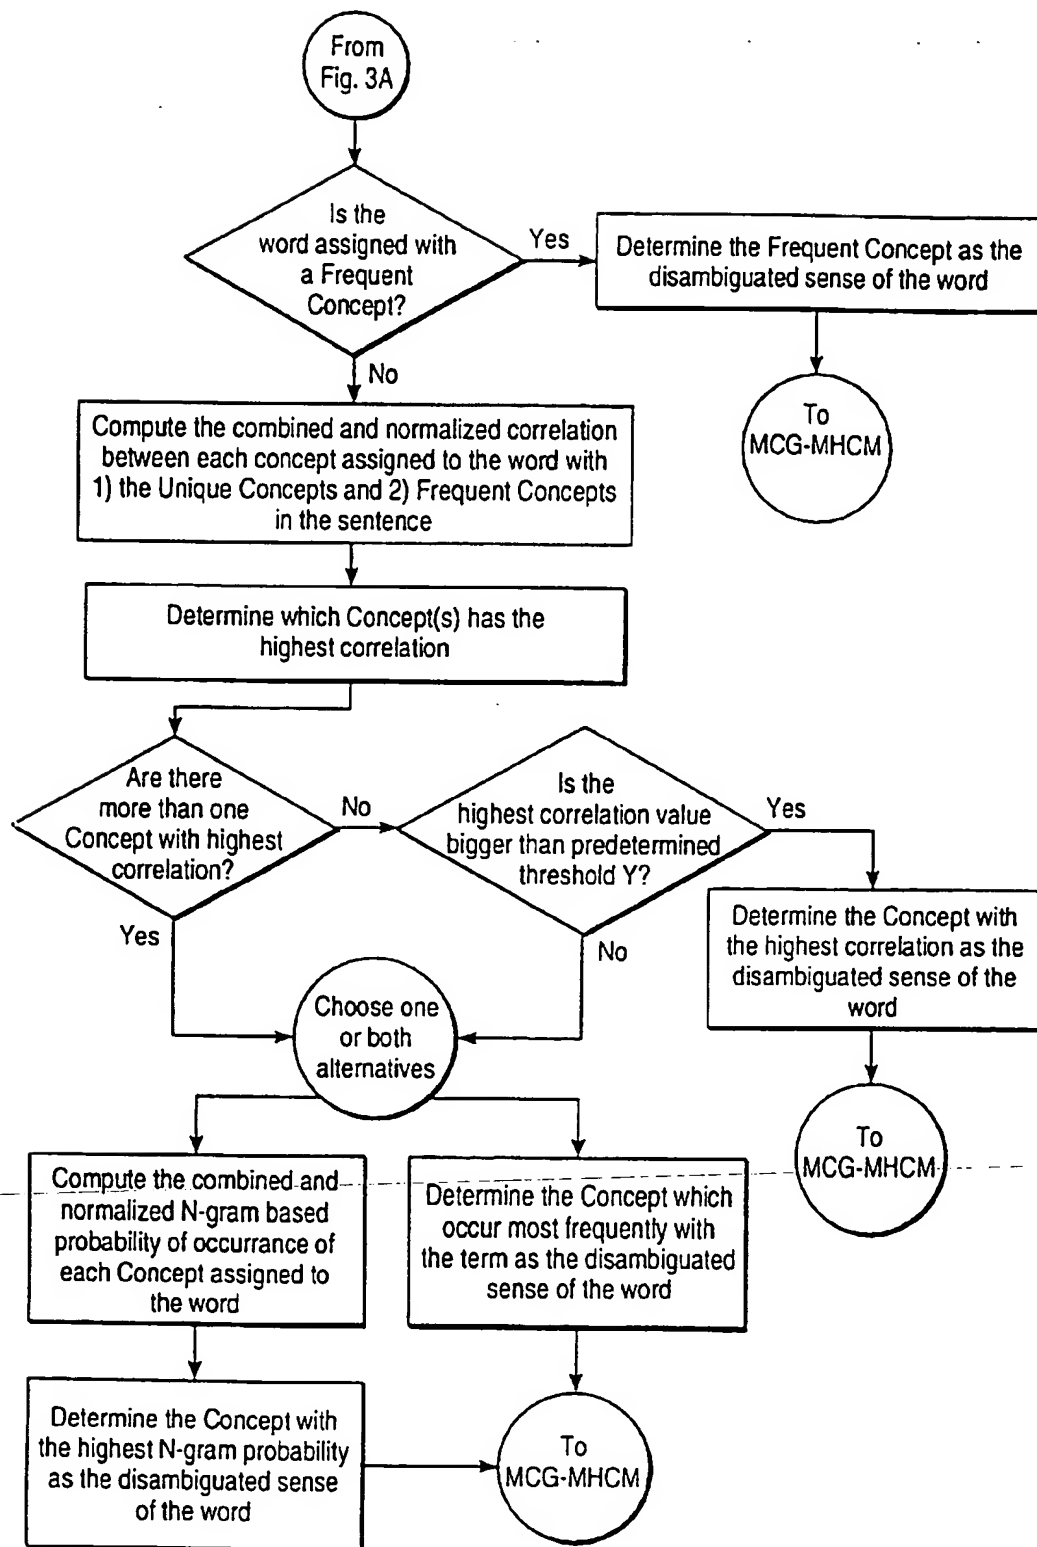 From
Fig. 3A
Is the
word assigned with
a Frequent
Concept?
Yes
Determine the Frequent Concept as the
disambiguated sense of the word
No
To
MCG-MHCM
Compute the combined and normalized correlation
between each concept assigned to the word with
1) the Unique Concepts and 2) Frequent Concepts
in the sentence
Determine which Concept(s) has the
highest correlation
Are there
more than one
Concept with highest
correlation?
No
Is the
highest correlation value
bigger than predetermined
threshold Y?
Yes
Yes
No
Determine the Concept with
the highest correlation as the
disambiguated sense of the
word
Choose one
or both
alternatives
To
MCG-MHCM
Compute the combined and
normalized N-gram based
probability of occurrance of
each Concept assigned to
the word
Determine the Concept which
occur most frequently with
the term as the disambiguated
sense of the word
Determine the Concept with
the highest N-gram probability
as the disambiguated sense
of the word
To
MCG-MHCM